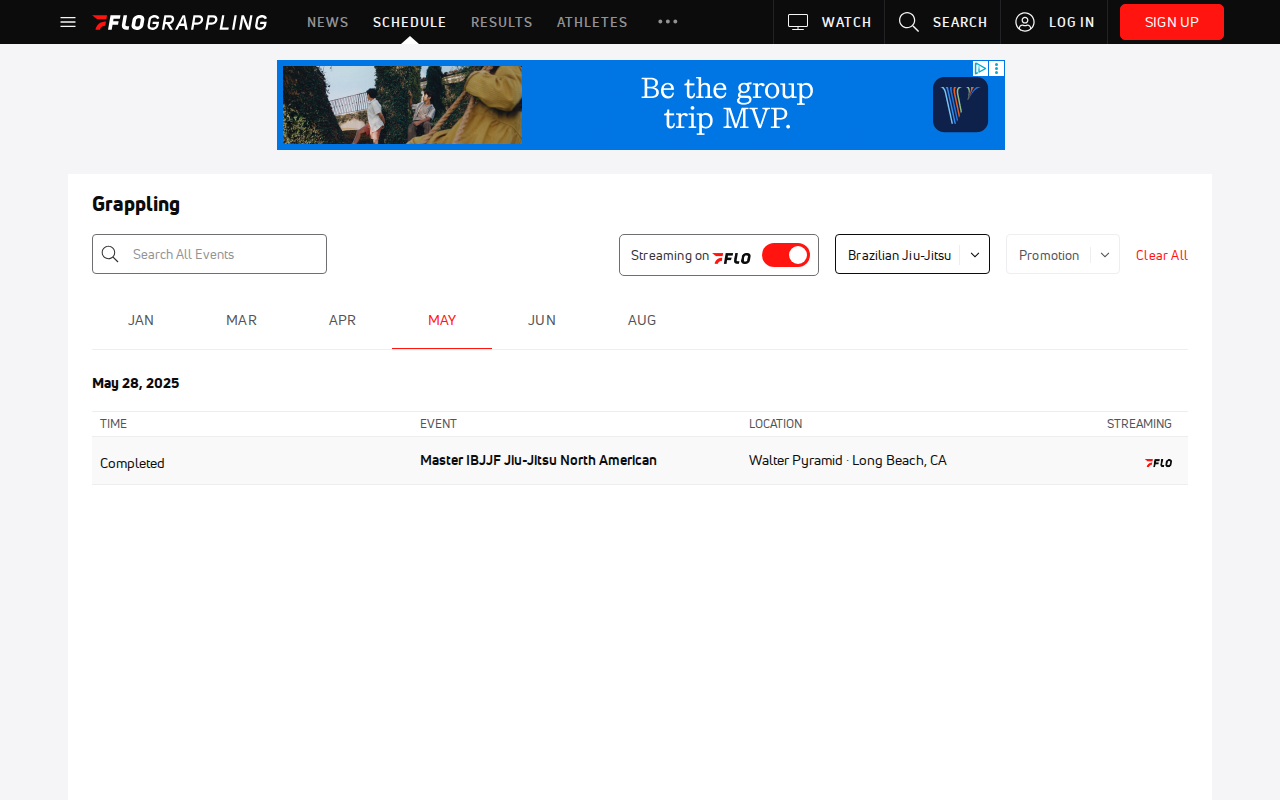 FLOGRAPPLING NEWS SCHEDULE RESULTS ATHLETES WATCH SEARCH LOG IN SIGN UP
Be the group
trip MVP.
Grappling
Search All Events Streaming on FLO Brazilian Jiu-Jitsu Promotion Clear All
JAN MAR APR MAY JUN AUG
May 28, 2025
TIME EVENT LOCATION STREAMING
Completed Master IBJJF Jiu-Jitsu North American Walter Pyramid · Long Beach, CA FLO